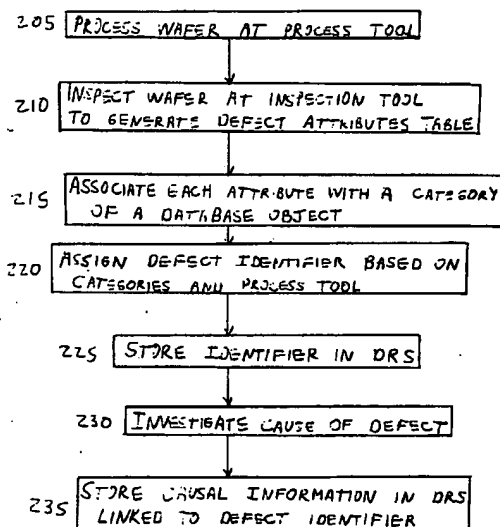 205 PROCESS WAFER AT PROCESS TOOL
210 INSPECT WAFER AT INSPECTION TOOL
TO GENERATE DEFECT ATTRIBUTES TABLE
215 ASSOCIATE EACH ATTRIBUTE WITH A CATEGORY
OF A DATABASE OBJECT
220 ASSIGN DEFECT IDENTIFIER BASED ON
CATEGORIES AND PROCESS TOOL
225 STORE IDENTIFIER IN DRS
230 INVESTIGATE CAUSE OF DEFECT
235 STORE CAUSAL INFORMATION IN DRS
LINKED TO DEFECT IDENTIFIER